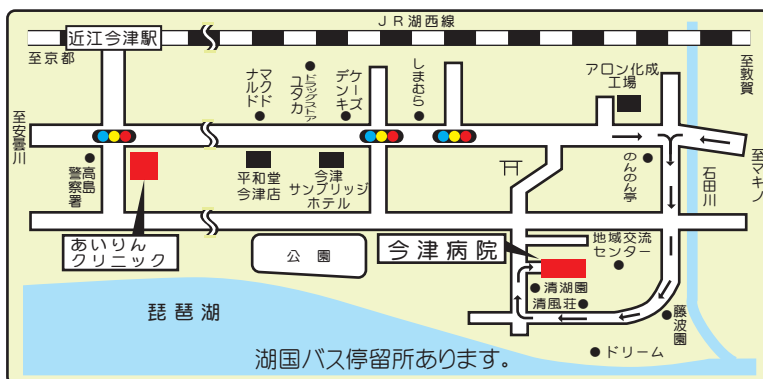 JR湖西線
近江今津駅
至京都
至敦賀
至安曇川
マクド
ナルド
ドラッグストア
ユタカ
ケーズ
デンキ
しまむら
アロン化成
工場
至マキノ
石田川
のんのん亭
高島
警察署
平和堂
今津店
今津
サンブリッジ
ホテル
あいりん
クリニック
公園
今津病院
地域交流
センター
清湖園
清風荘
藤波園
琵琶湖
ドリーム
湖国バス停留所あります。